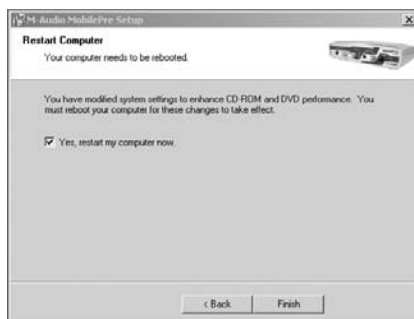 M-Audio MobilePre Setup
Restart Computer
Your computer needs to be rebooted.
You have modified system settings to enhance CD-ROM and DVD performance. You
must reboot your computer for these changes to take effect.
Yes, restart my computer now.
< Back
Finish